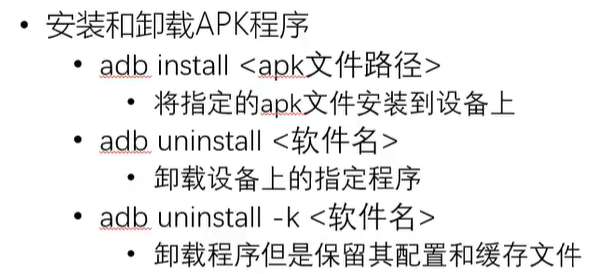 • 安装和卸载APK程序
• adb install <apk文件路径>
• 将指定的apk文件安装到设备上
• adb uninstall <软件名>
• 卸载设备上的指定程序
• adb uninstall -k <软件名>
• 卸载程序但是保留其配置和缓存文件